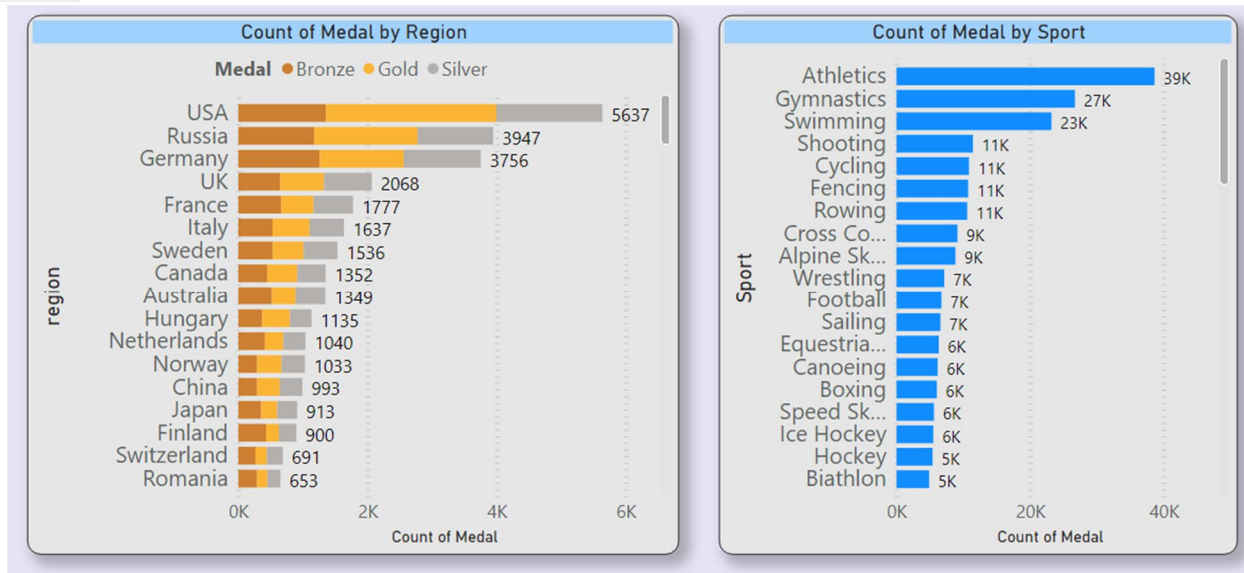 Count of Medal by Region
Medal Bronze Gold Silver
region
USA 5637
Russia 3947
Germany 3756
UK 2068
France 1777
Italy 1637
Sweden 1536
Canada 1352
Australia 1349
Hungary 1135
Netherlands 1040
Norway 1033
China 993
Japan 913
Finland 900
Switzerland 691
Romania 653
0K 2K 4K 6K
Count of Medal
Count of Medal by Sport
Sport
Athletics 39K
Gymnastics 27K
Swimming 23K
Shooting 11K
Cycling 11K
Fencing 11K
Rowing 11K
Cross Co... 9K
Alpine Sk... 9K
Wrestling 7K
Football 7K
Sailing 7K
Equestria... 6K
Canoeing 6K
Boxing 6K
Speed Sk... 6K
Ice Hockey 6K
Hockey 5K
Biathlon 5K
0K 20K 40K
Count of Medal